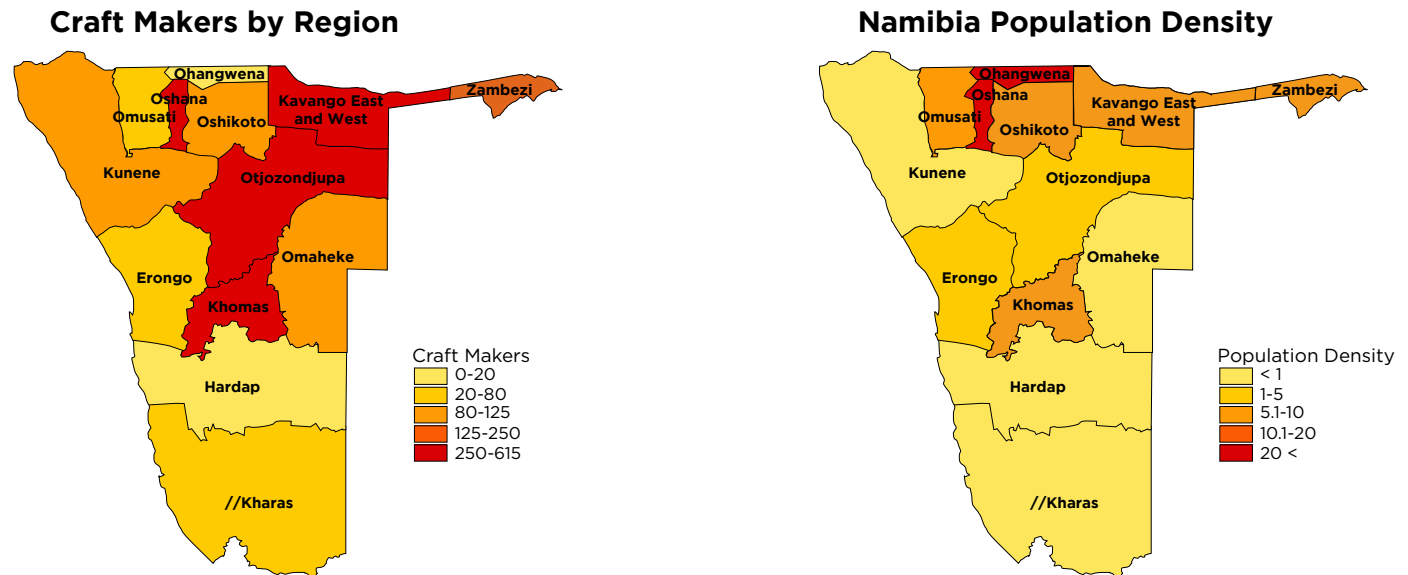 Craft Makers by Region
Ohangwena
Zambezi
Oshana
Kavango East
and West
Omusati
Oshikoto
Kunene
Otjozondjupa
Omaheke
Erongo
Khomas
Craft Makers
0-20
Hardap
20-80
80-125
125-250
250-615
//Kharas
Namibia Population Density
Ohangwena
Zambezi
Oshana
Kavango East
and West
Omusati
Oshikoto
Kunene
Otjozondjupa
Omaheke
Erongo
Khomas
Population Density
< 1
Hardap
1-5
5.1-10
10.1-20
20 <
//Kharas